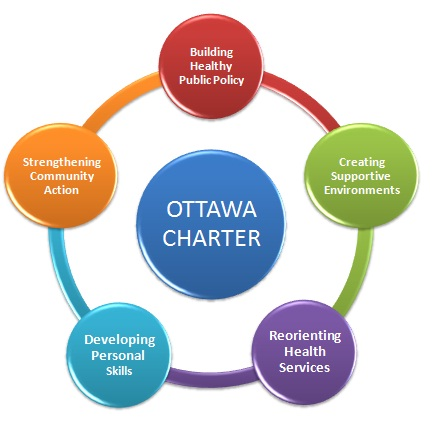 Building
Healthy
Public Policy
Strengthening
Community
Action
Creating
Supportive
Environments
OTTAWA
CHARTER
Developing
Personal
Skills
Reorienting
Health
Services